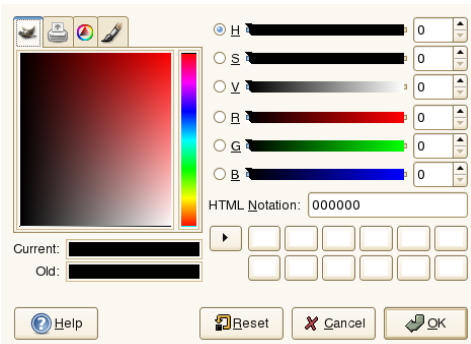 H 0
S 0
V 0
R 0
G 0
B 0
HTML Notation: 000000
Current:
Old:
Help Reset Cancel OK